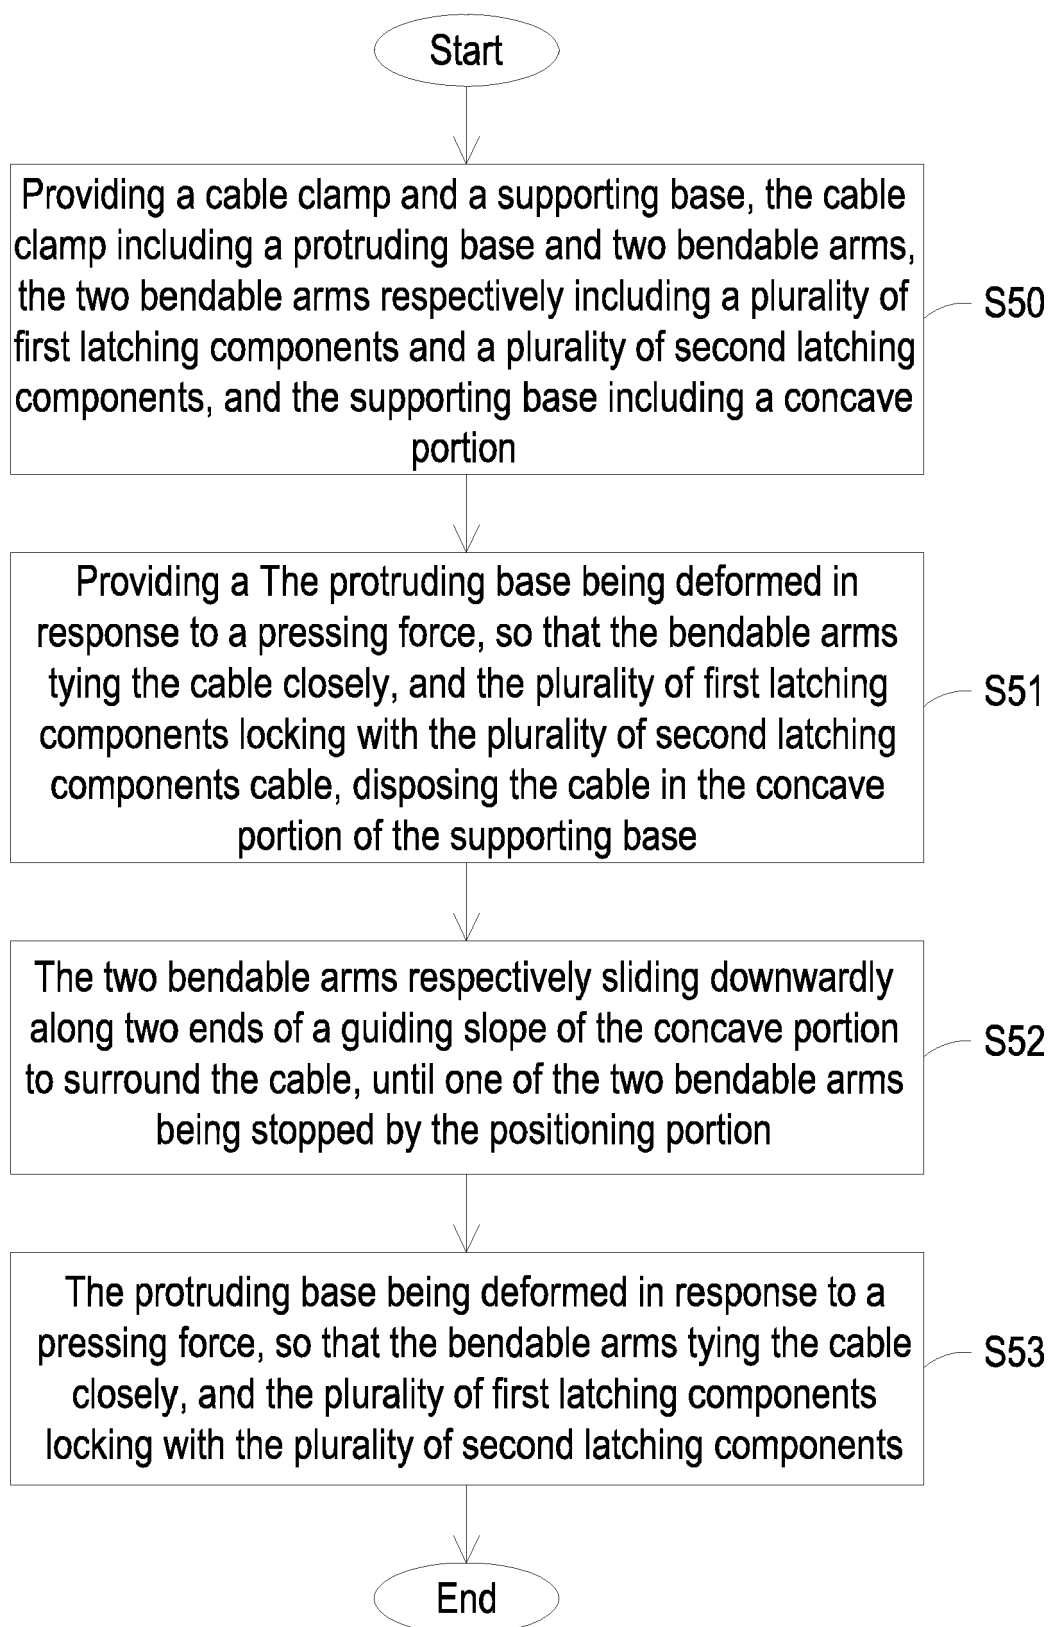 Start
Providing a cable clamp and a supporting base, the cable
clamp including a protruding base and two bendable arms,
the two bendable arms respectively including a plurality of
first latching components and a plurality of second latching
components, and the supporting base including a concave
portion
S50
Providing a The protruding base being deformed in
response to a pressing force, so that the bendable arms
tying the cable closely, and the plurality of first latching
components locking with the plurality of second latching
components cable, disposing the cable in the concave
portion of the supporting base
S51
The two bendable arms respectively sliding downwardly
along two ends of a guiding slope of the concave portion
to surround the cable, until one of the two bendable arms
being stopped by the positioning portion
S52
The protruding base being deformed in response to a
pressing force, so that the bendable arms tying the cable
closely, and the plurality of first latching components
locking with the plurality of second latching components
S53
End